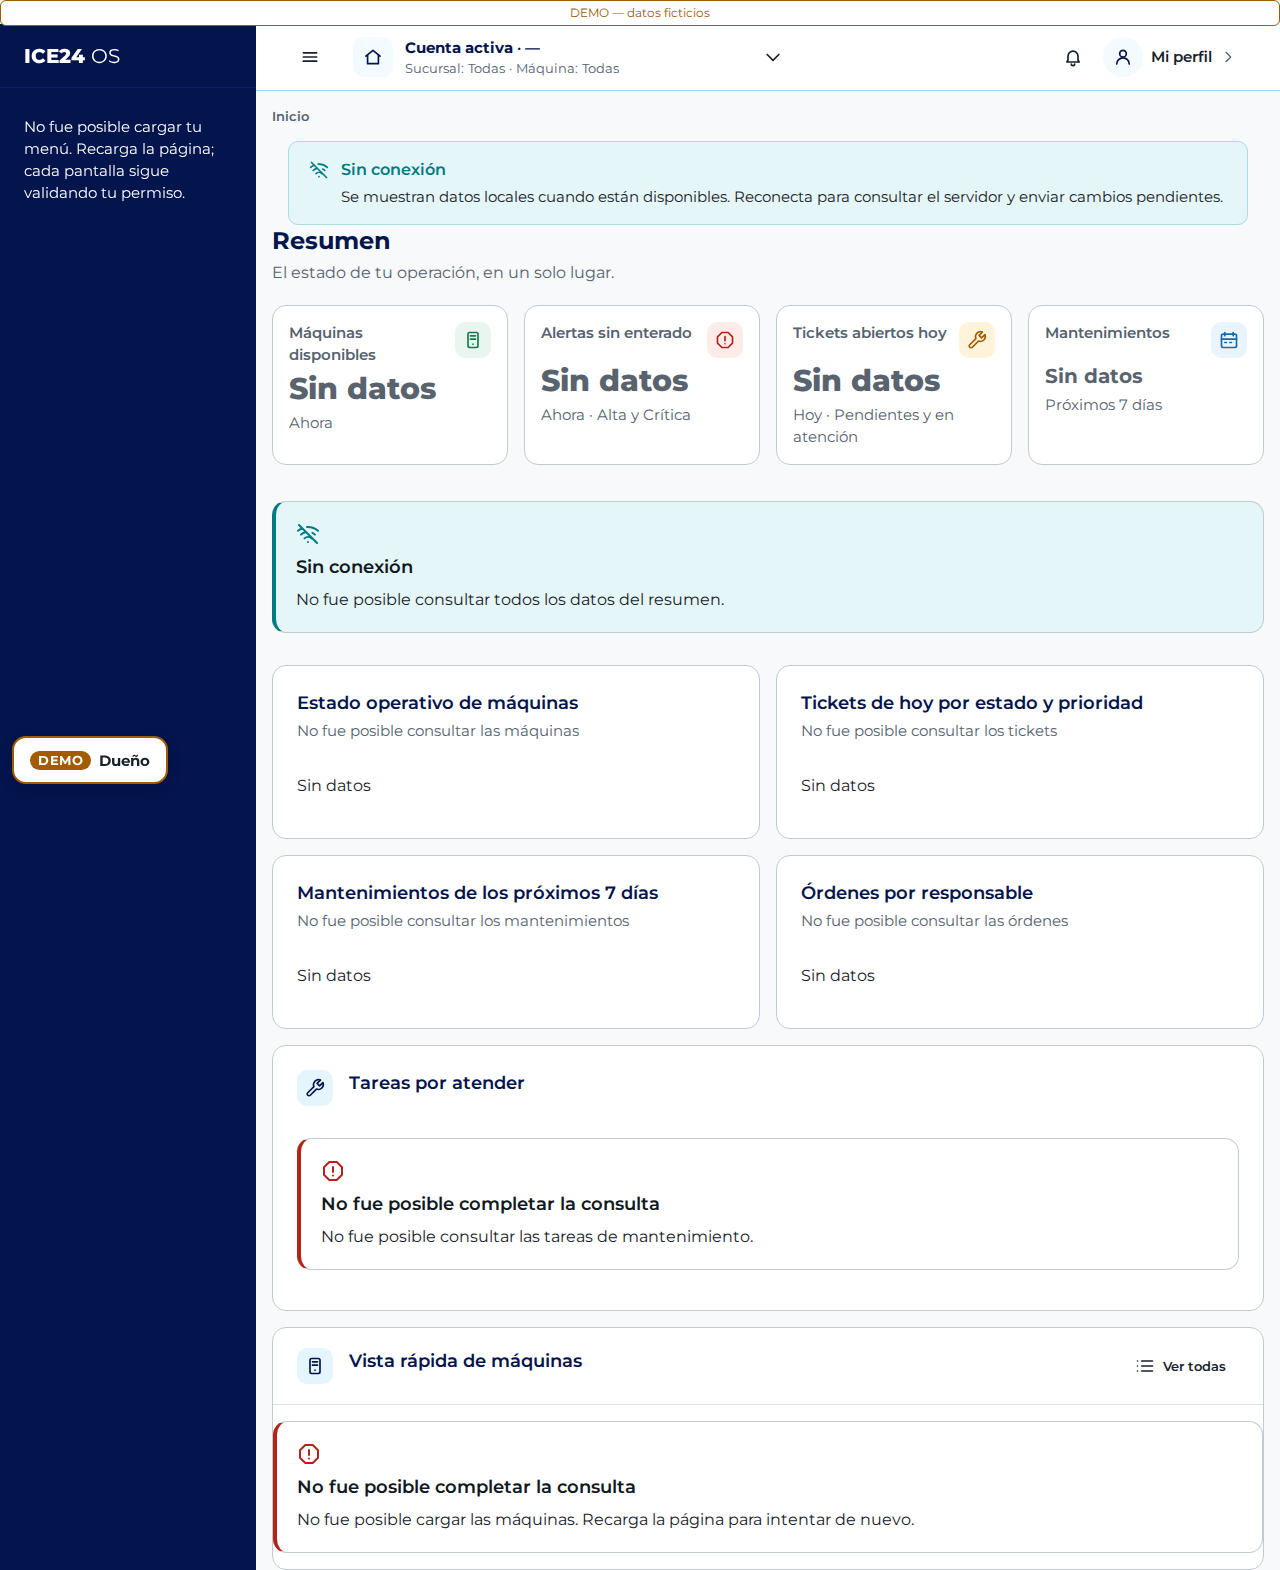 DEMO — datos ficticios
ICE24 OS
No fue posible cargar tu
menú. Recarga la página;
cada pantalla sigue
validando tu permiso.
DEMO Dueño
Cuenta activa · —
Sucursal: Todas · Máquina: Todas
Mi perfil
Inicio
Sin conexión
Se muestran datos locales cuando están disponibles. Reconecta para consultar el servidor y enviar cambios pendientes.
Resumen
El estado de tu operación, en un solo lugar.
Máquinas
disponibles
Sin datos
Ahora
Alertas sin enterado
Sin datos
Ahora · Alta y Crítica
Tickets abiertos hoy
Sin datos
Hoy · Pendientes y en
atención
Mantenimientos
Sin datos
Próximos 7 días
Sin conexión
No fue posible consultar todos los datos del resumen.
Estado operativo de máquinas
No fue posible consultar las máquinas
Sin datos
Tickets de hoy por estado y prioridad
No fue posible consultar los tickets
Sin datos
Mantenimientos de los próximos 7 días
No fue posible consultar los mantenimientos
Sin datos
Órdenes por responsable
No fue posible consultar las órdenes
Sin datos
Tareas por atender
No fue posible completar la consulta
No fue posible consultar las tareas de mantenimiento.
Vista rápida de máquinas
Ver todas
No fue posible completar la consulta
No fue posible cargar las máquinas. Recarga la página para intentar de nuevo.